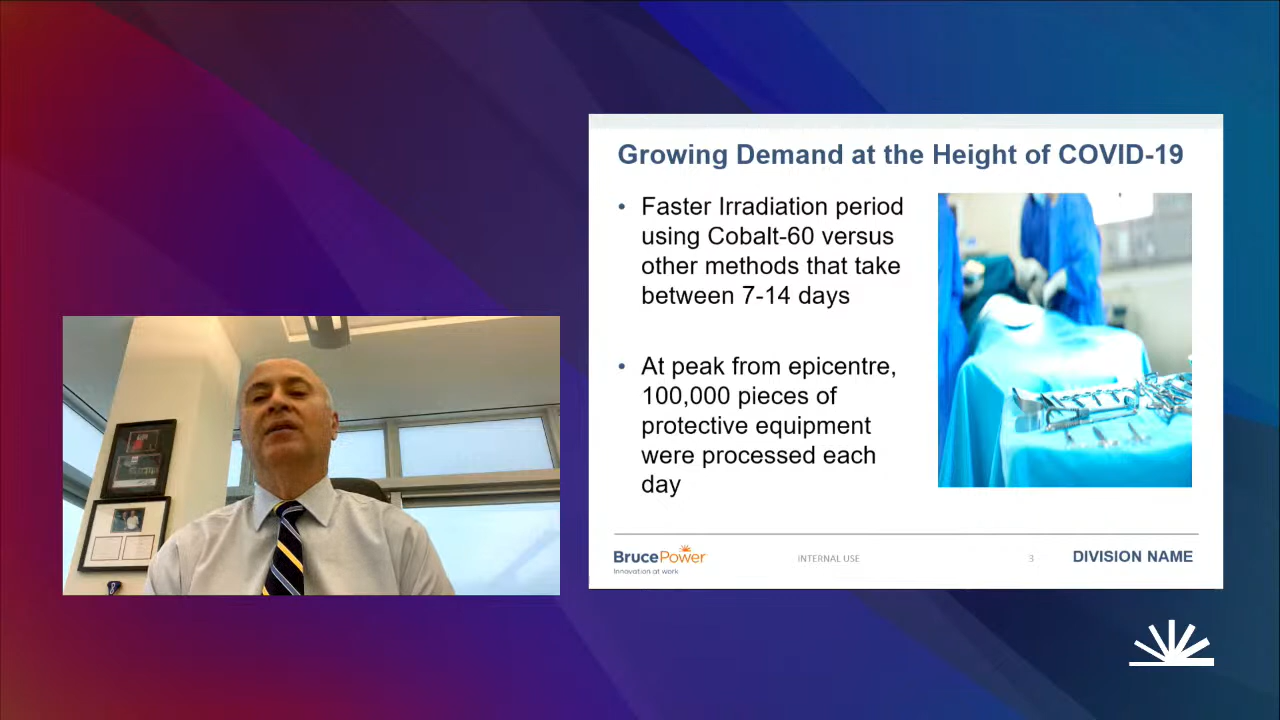 Growing Demand at the Height of COVID-19
• Faster Irradiation period
using Cobalt-60 versus
other methods that take
between 7-14 days
• At peak from epicentre,
100,000 pieces of
protective equipment
were processed each
day
BrucePower
Innovation at work
INTERNAL USE
3
DIVISION NAME